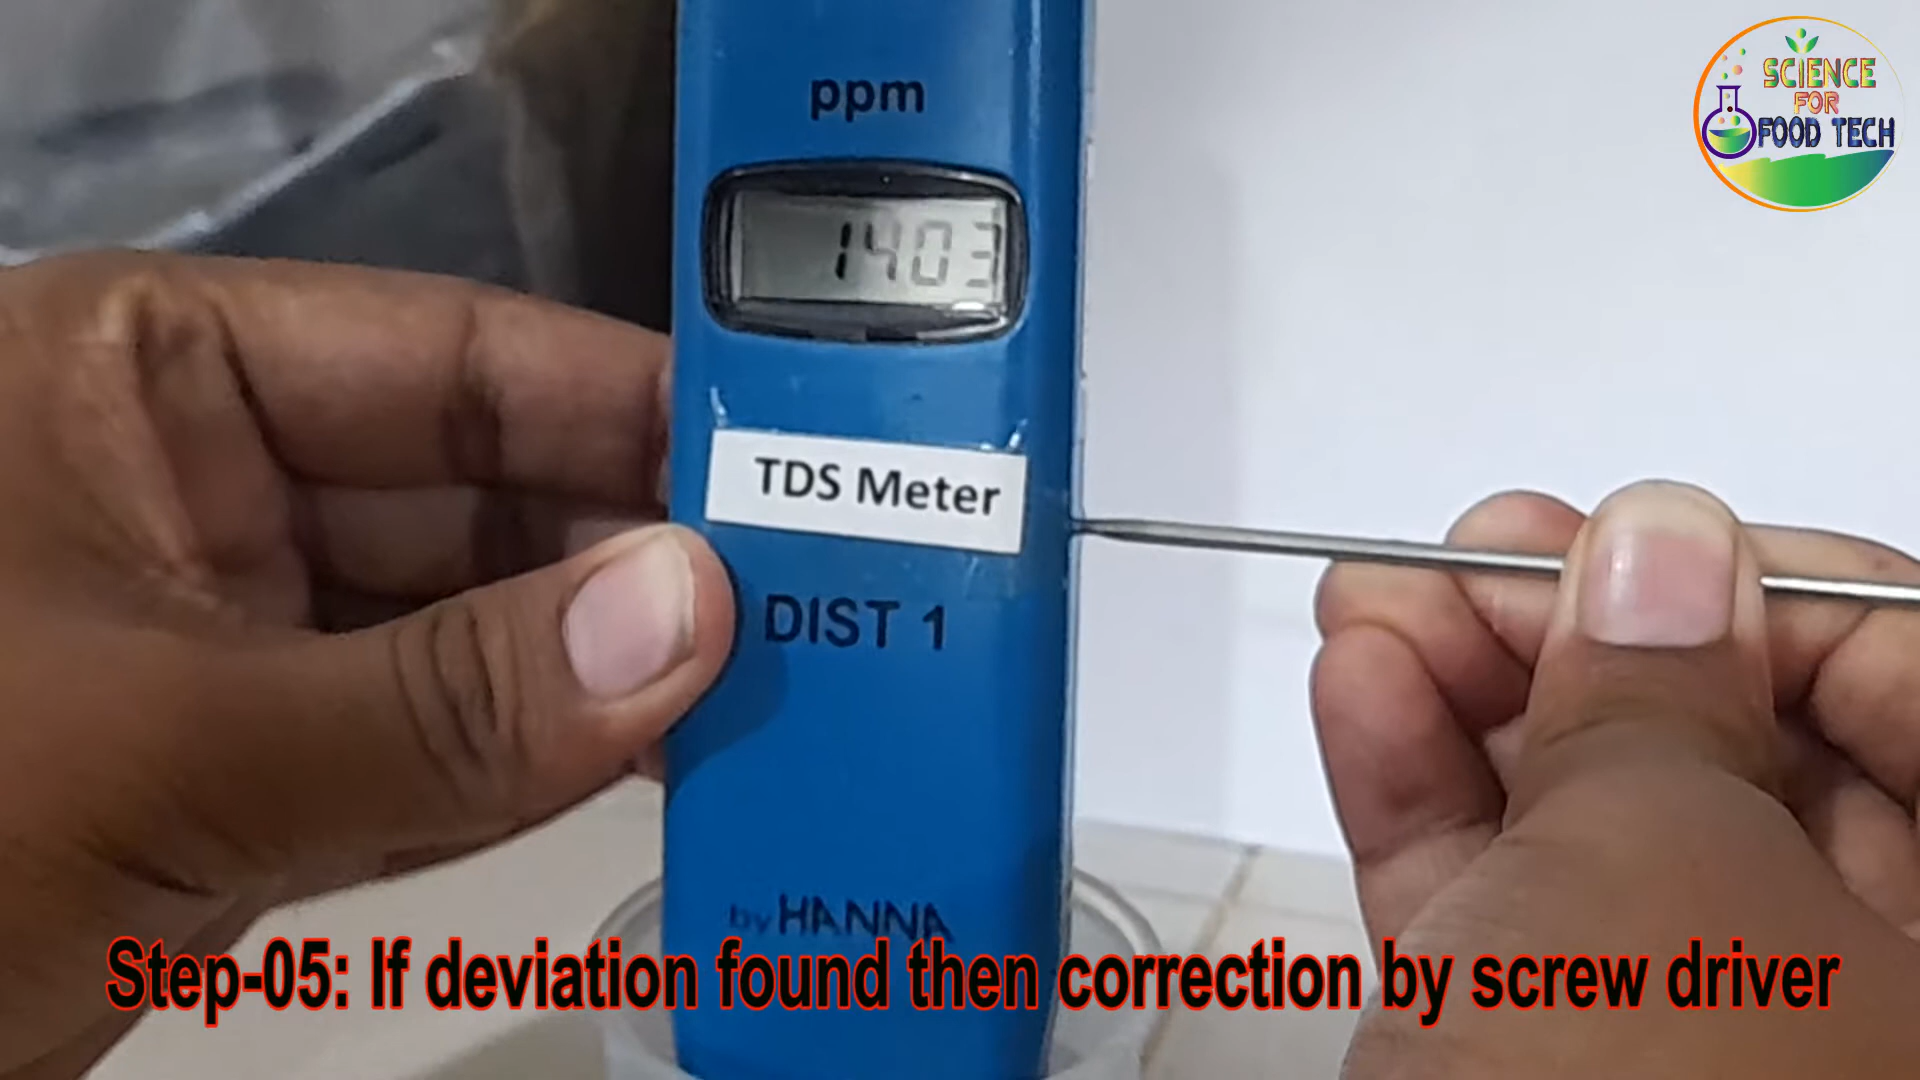 ppm
1403
TDS Meter
DIST 1
by HANNA
Step-05: If deviation found then correction by screw driver
SCIENCE
FOR
FOOD TECH